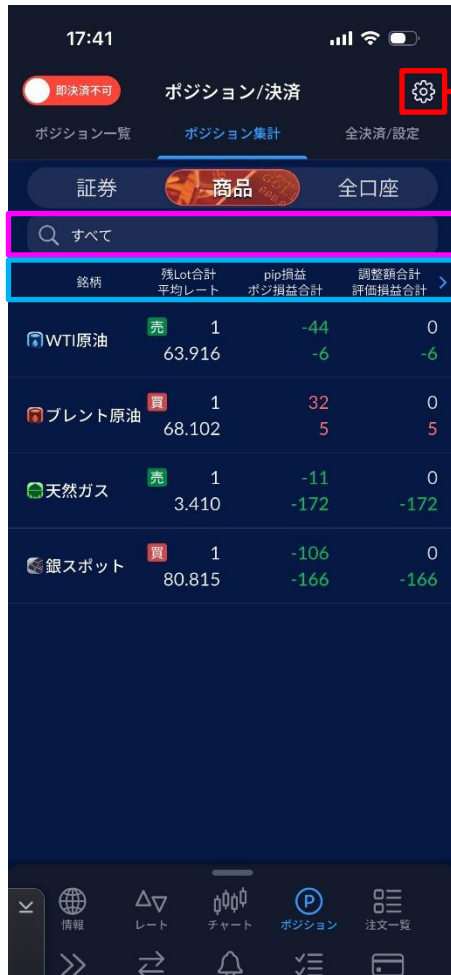 17:41
即決済不可
ポジション/決済
ポジション一覧 ポジション集計 全決済/設定
証券 商品 全口座
すべて
銘柄 残Lot合計 pip損益 調整額合計
平均レート ポジ損益合計 評価損益合計
WTI原油 売 1 -44 0
63.916 -6 -6
ブレント原油 買 1 32 0
68.102 5 5
天然ガス 売 1 -11 0
3.410 -172 -172
銀スポット 買 1 -106 0
80.815 -166 -166
情報 レート チャート ポジション 注文一覧